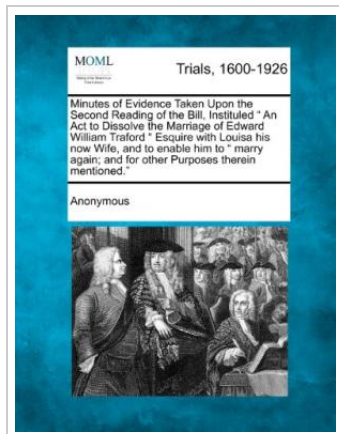 MOML
Trials, 1600-1926
Minutes of Evidence Taken Upon the
Second Reading of the Bill, Instituled " An
Act to Dissolve the Marriage of Edward
William Traford " Esquire with Louisa his
now Wife, and to enable him to " marry
again; and for other Purposes therein
mentioned."
Anonymous